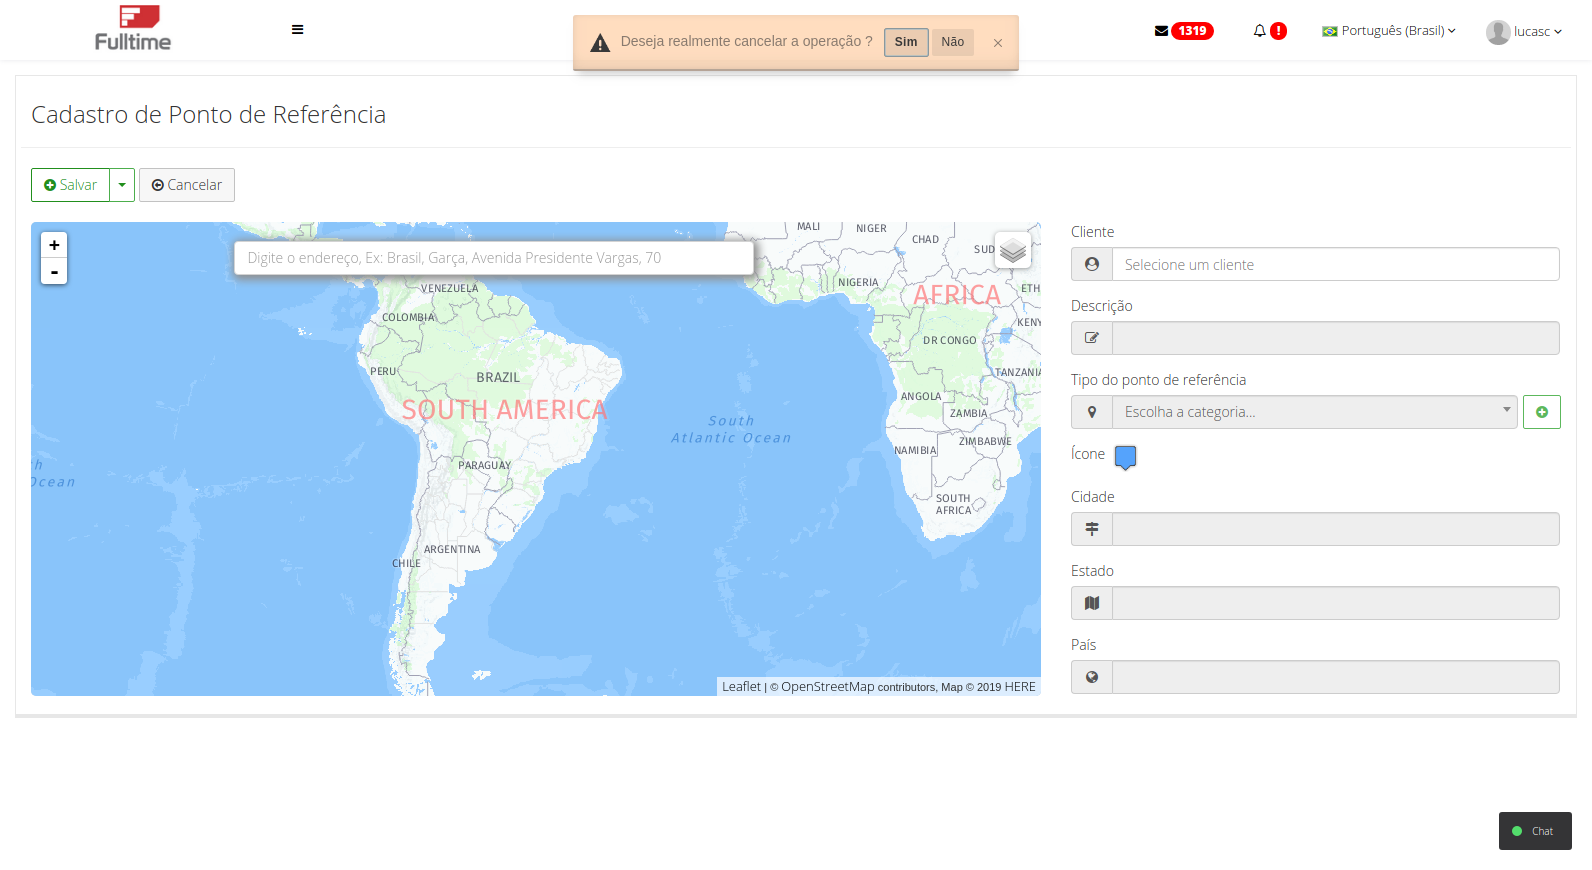 Fulltime
Deseja realmente cancelar a operação ? Sim Não ×
1319
!
Português (Brasil)
lucasc
Cadastro de Ponto de Referência
Salvar
Cancelar
+
-
Digite o endereço, Ex: Brasil, Garça, Avenida Presidente Vargas, 70
MALI
NIGER
CHAD
SUD
VENEZUELA
NIGERIA
AFRICA
ETH
COLOMBIA
KENY
DR CONGO
PERU
BRAZIL
TANZANIA
SOUTH AMERICA
ANGOLA
ZAMBIA
South
Atlantic Ocean
ZIMBABWE
NAMIBIA
PARAGUAY
th
Ocean
SOUTH
AFRICA
ARGENTINA
CHILE
Leaflet | © OpenStreetMap contributors, Map © 2019 HERE
Cliente
Selecione um cliente
Descrição
Tipo do ponto de referência
Escolha a categoria...
Ícone
Cidade
Estado
País
Chat